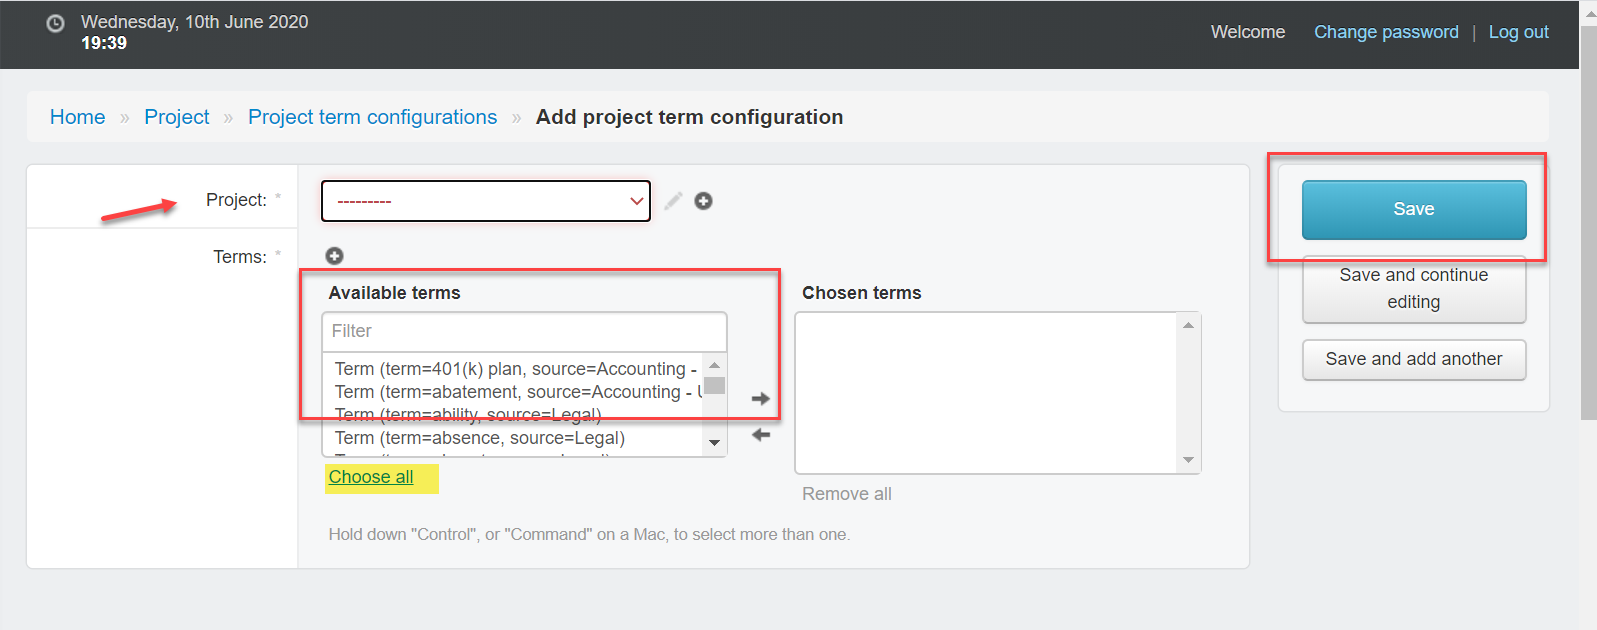 Wednesday, 10th June 2020
19:39
Welcome Change password | Log out
Home » Project » Project term configurations » Add project term configuration
Project: *
---------
Save
Terms: *
Available terms
Chosen terms
Filter
Term (term=401(k) plan, source=Accounting -
Term (term=abatement, source=Accounting -
Term (term=ability, source=Legal)
Term (term=absence, source=Legal)
Choose all
Remove all
Hold down "Control", or "Command" on a Mac, to select more than one.
Save and continue
editing
Save and add another